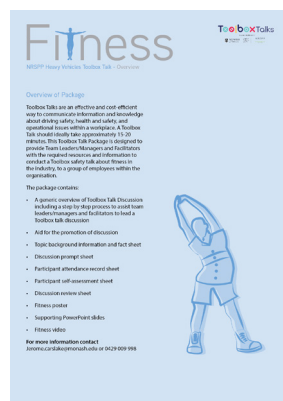 Toolbox Talks
Fitness
NRSPP Heavy Vehicles Toolbox Talk – Overview
Overview of Package
Toolbox Talks are an effective and cost-efficient
way to communicate information and knowledge
about driving safety, health and safety, and
operational issues within a workplace. A Toolbox
Talk should ideally take approximately 15-20
minutes. This Toolbox Talk Package is designed to
provide Team Leaders/Managers and Facilitators
with the required resources and information to
conduct a Toolbox safety talk about fitness in
the industry, to a group of employees within the
organisation.
The package contains:
• A generic overview of Toolbox Talk Discussion
including a step by step process to assist team
leaders/managers and facilitators to lead a
Toolbox talk discussion
• Aid for the promotion of discussion
• Topic background information and fact sheet
• Discussion prompt sheet
• Participant attendance record sheet
• Participant self-assessment sheet
• Discussion review sheet
• Fitness poster
• Supporting PowerPoint slides
• Fitness video
For more information contact
Jerome.carslake@monash.edu or 0429 009 998